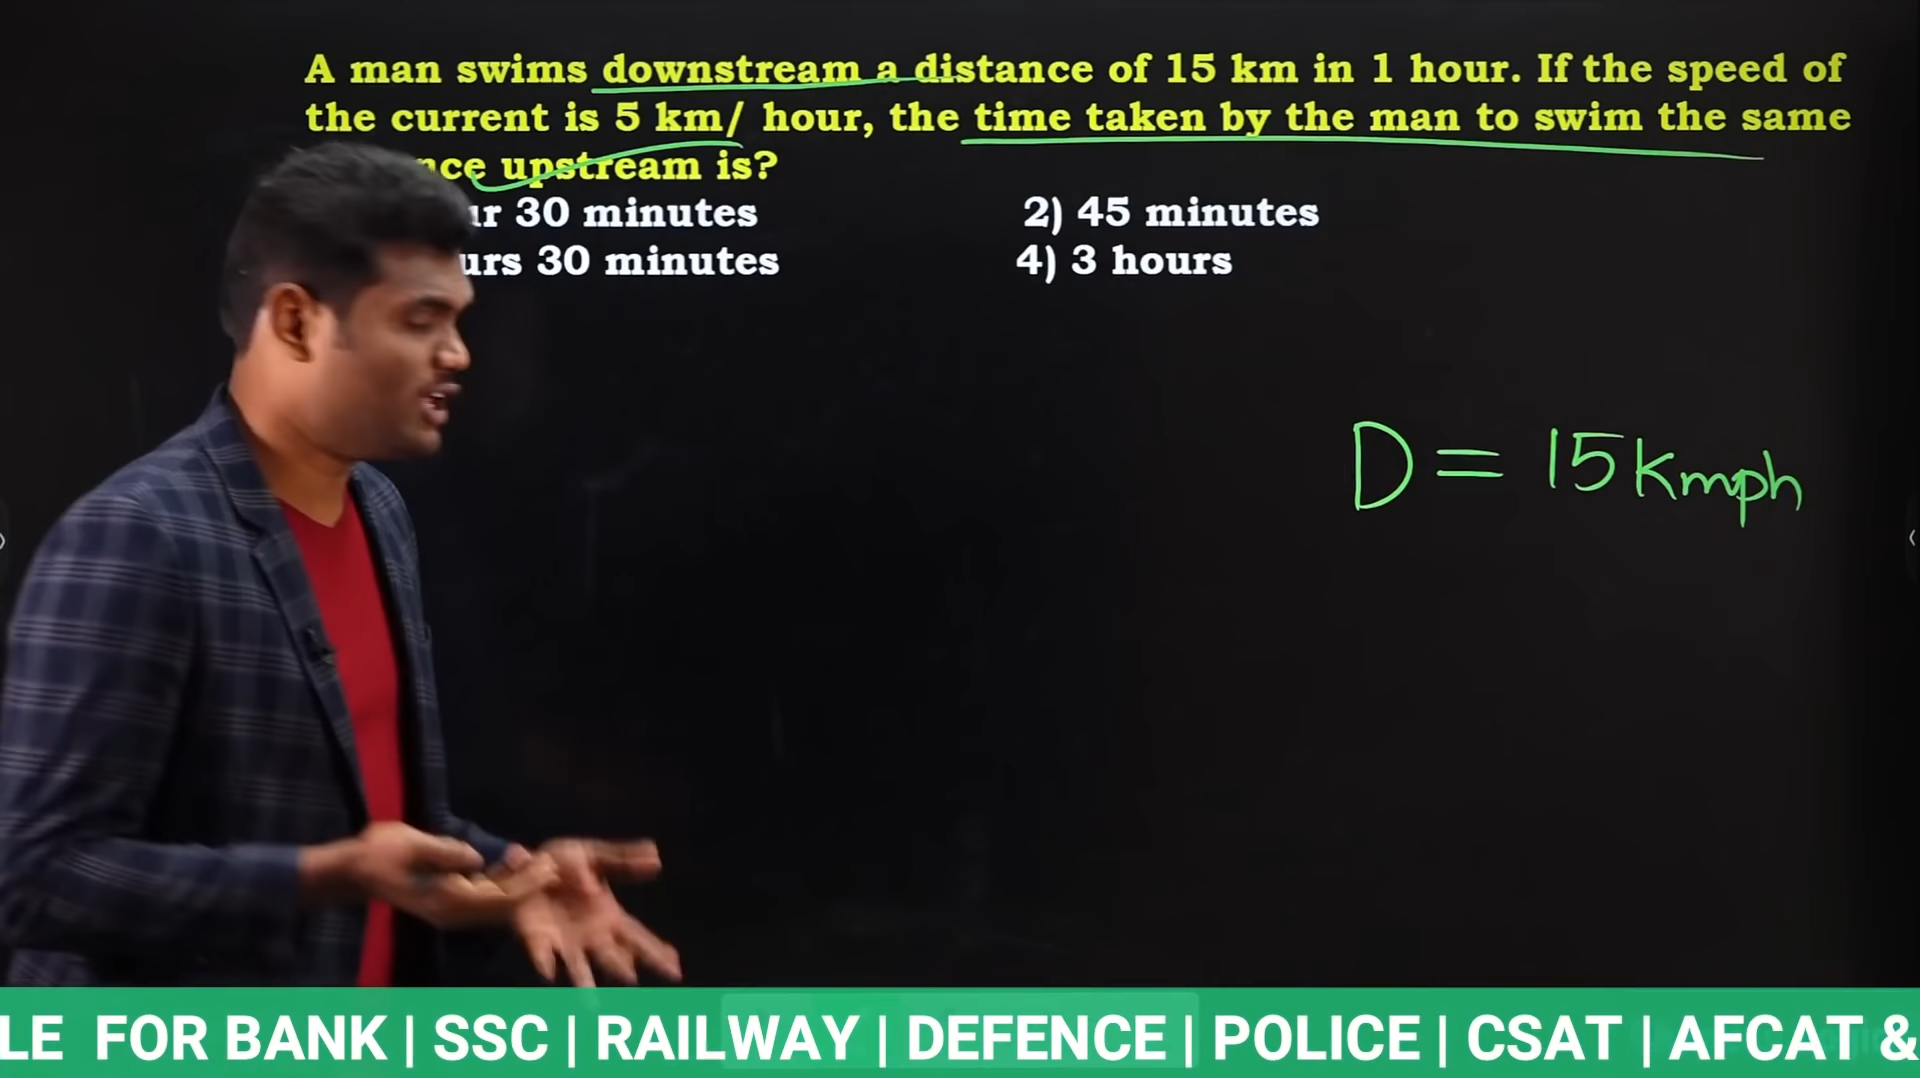 A man swims downstream a distance of 15 km in 1 hour. If the speed of
the current is 5 km/ hour, the time taken by the man to swim the same
upstream is?
30 minutes 2) 45 minutes
30 minutes 4) 3 hours
D = 15 Kmph
FOR BANK | SSC | RAILWAY | DEFENCE | POLICE | CSAT | AFCAT &